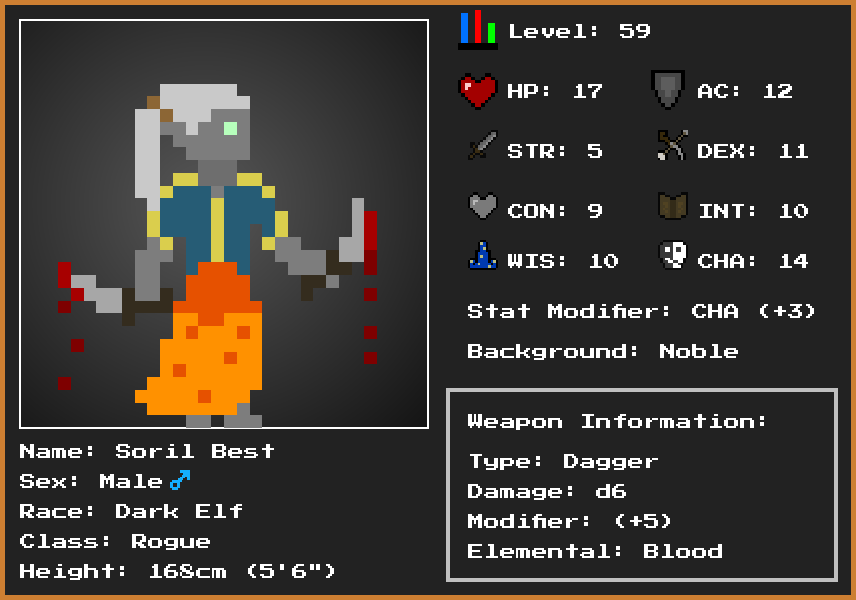 Level: 59
HP: 17
AC: 12
STR: 5
DEX: 11
CON: 9
INT: 10
WIS: 10
CHA: 14
Stat Modifier: CHA (+3)
Background: Noble
Name: Soril Best
Sex: Male♂
Race: Dark Elf
Class: Rogue
Height: 168cm (5'6")
Weapon Information:
Type: Dagger
Damage: d6
Modifier: (+5)
Elemental: Blood